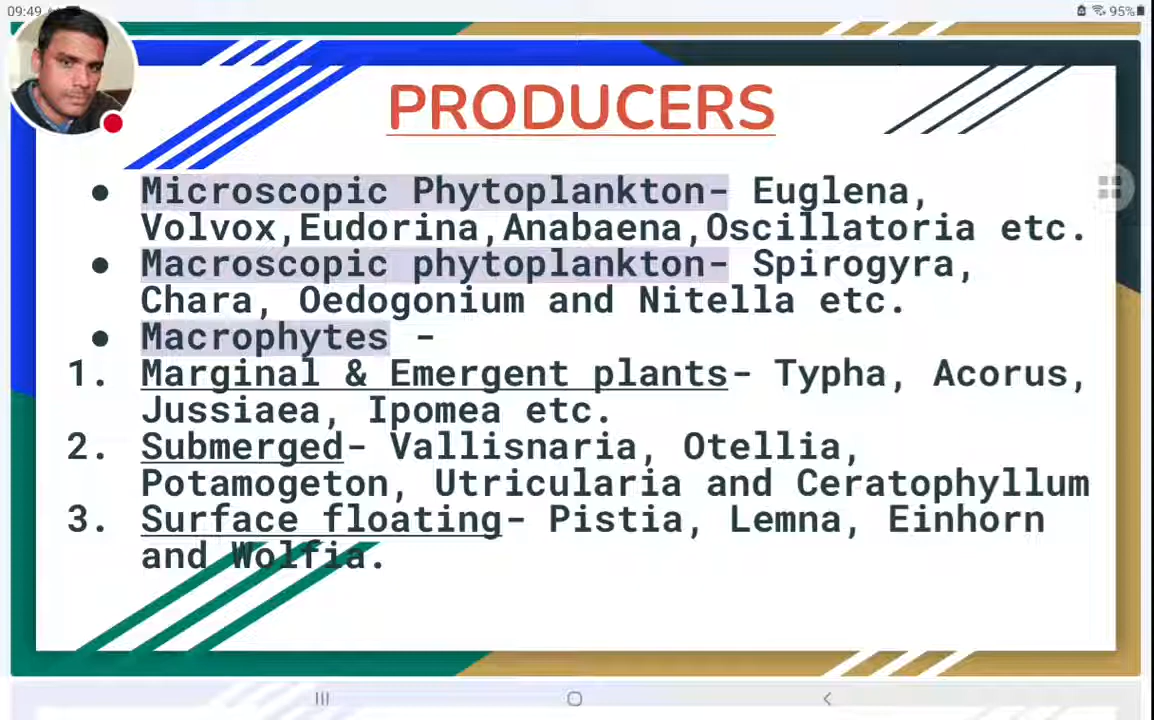 09:49
95%
PRODUCERS
● Microscopic Phytoplankton- Euglena,
Volvox,Eudorina,Anabaena,Oscillatoria etc.
● Macroscopic phytoplankton- Spirogyra,
Chara, Oedogonium and Nitella etc.
● Macrophytes -
1. Marginal & Emergent plants- Typha, Acorus,
Jussiaea, Ipomea etc.
2. Submerged- Vallisnaria, Otellia,
Potamogeton, Utricularia and Ceratophyllum
3. Surface floating- Pistia, Lemna, Einhorn
and Wolfia.